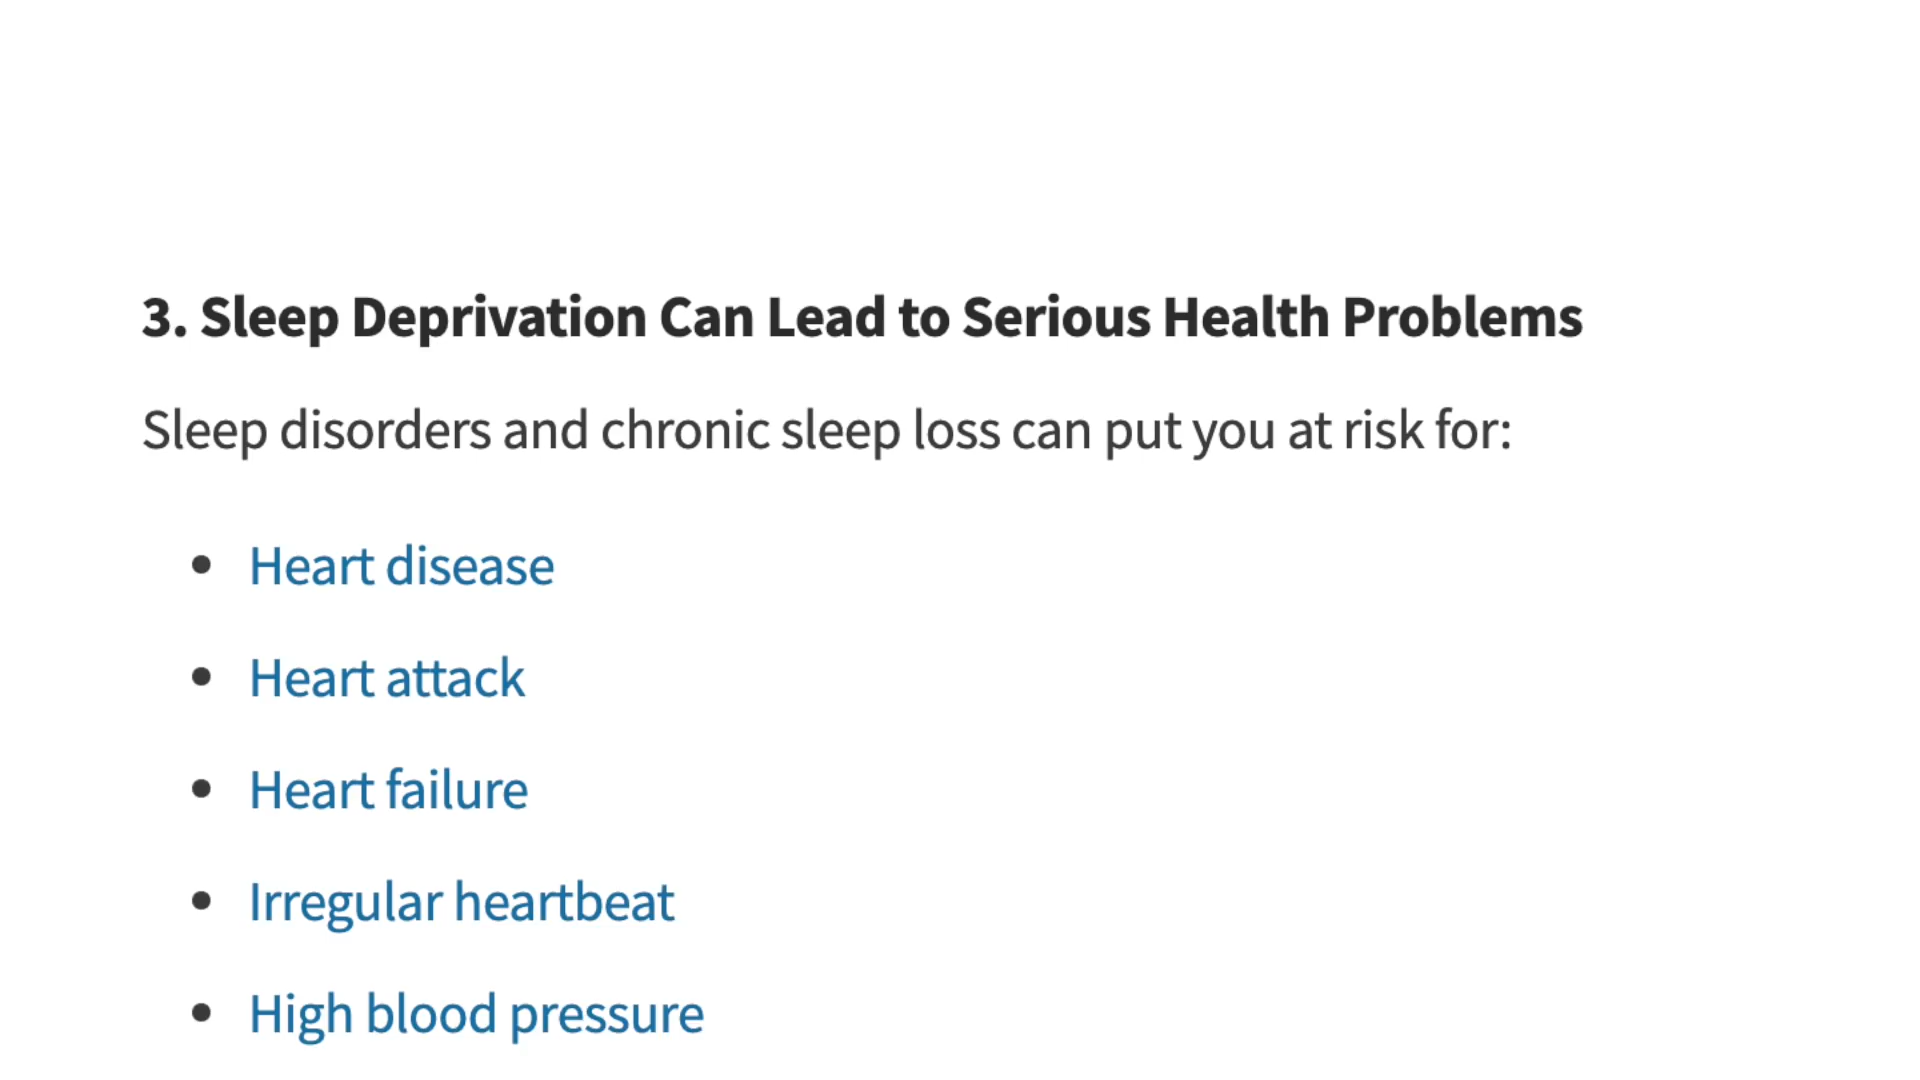 3. Sleep Deprivation Can Lead to Serious Health Problems
Sleep disorders and chronic sleep loss can put you at risk for:
• Heart disease
• Heart attack
• Heart failure
• Irregular heartbeat
• High blood pressure